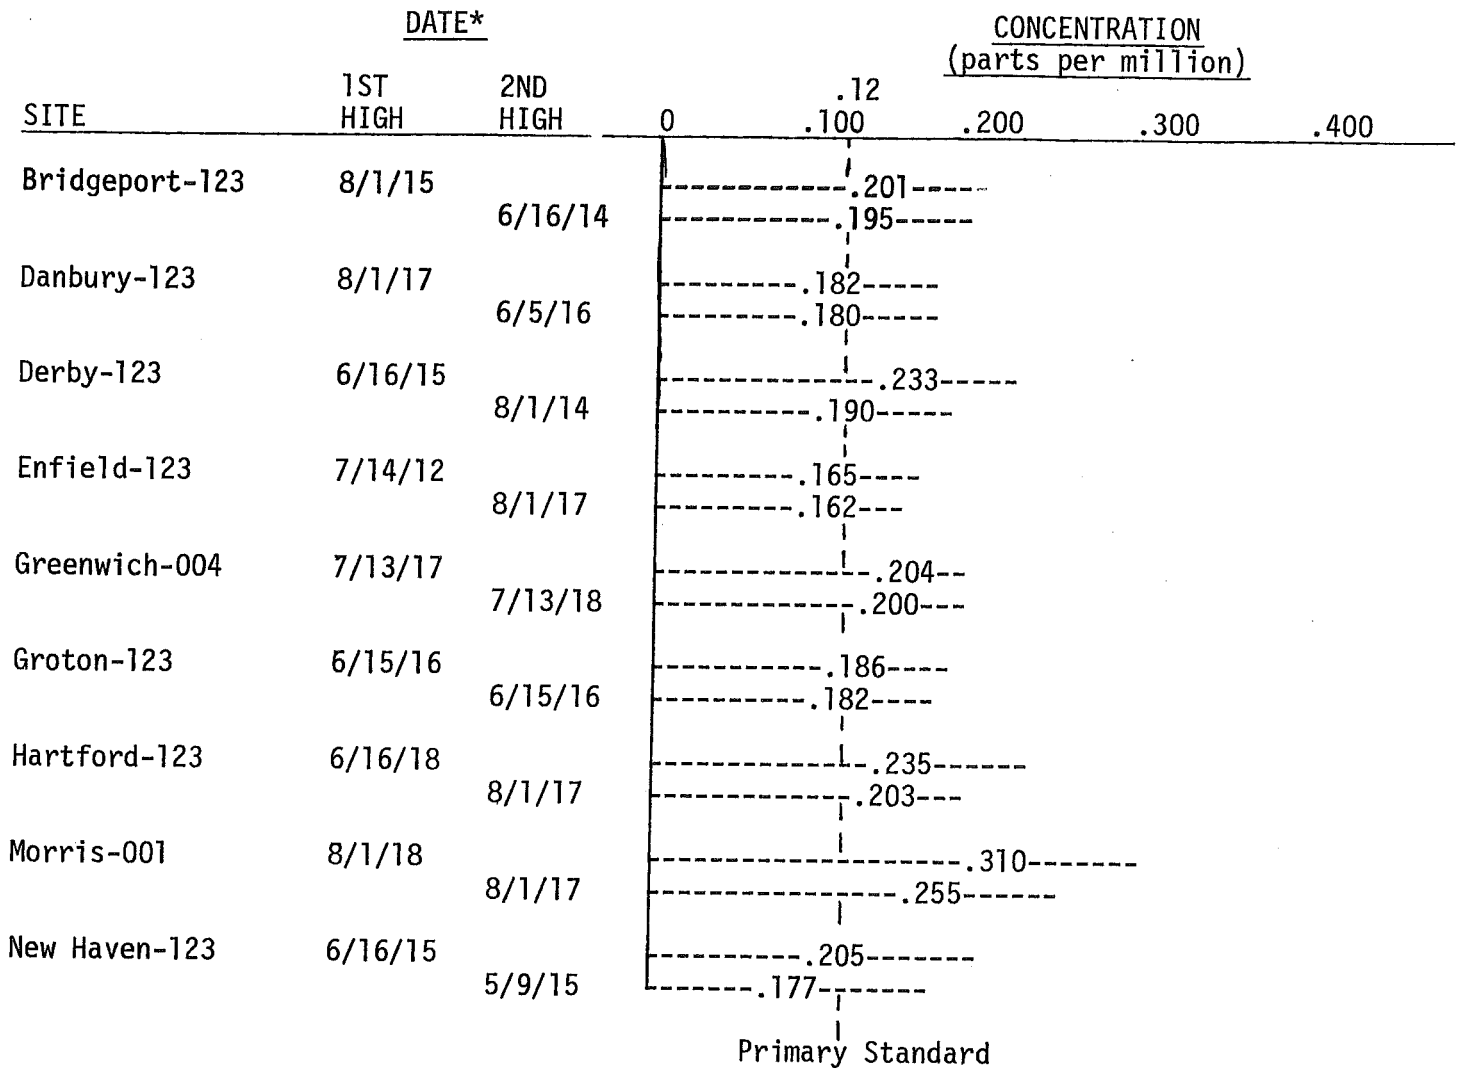 DATE*
CONCENTRATION
(parts per million)
1ST 2ND .12
SITE HIGH HIGH 0 .100 .200 .300 .400
Bridgeport-123 8/1/15 .201
6/16/14 .195
Danbury-123 8/1/17 .182
6/5/16 .180
Derby-123 6/16/15 .233
8/1/14 .190
Enfield-123 7/14/12 .165
8/1/17 .162
Greenwich-004 7/13/17 .204
7/13/18 .200
Groton-123 6/15/16 .186
6/15/16 .182
Hartford-123 6/16/18 .235
8/1/17 .203
Morris-001 8/1/18 .310
8/1/17 .255
New Haven-123 6/16/15 .205
5/9/15 .177
Primary Standard